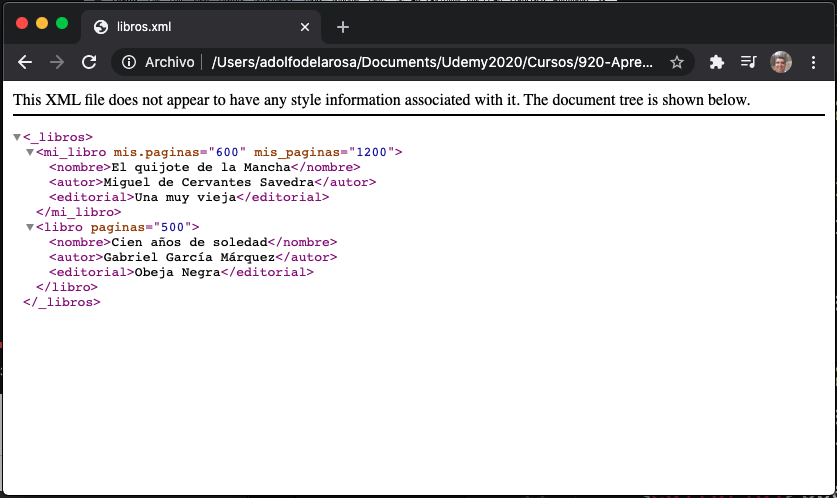 libros.xml
Archivo /Users/adolfodelarosa/Documents/Udemy2020/Cursos/920-Apre...
This XML file does not appear to have any style information associated with it. The document tree is shown below.
<_libros>
<mi_libro mis.paginas="600" mis_paginas="1200">
<nombre>El quijote de la Mancha</nombre>
<autor>Miguel de Cervantes Savedra</autor>
<editorial>Una muy vieja</editorial>
</mi_libro>
<libro paginas="500">
<nombre>Cien años de soledad</nombre>
<autor>Gabriel García Márquez</autor>
<editorial>Obeja Negra</editorial>
</libro>
</_libros>